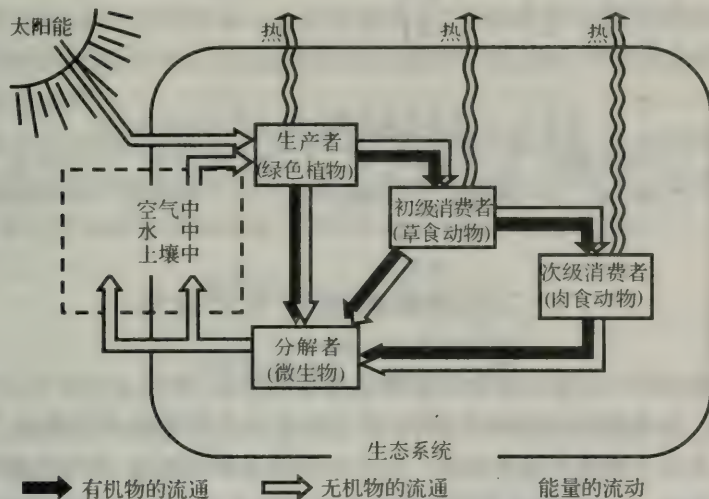 太阳能
热
热
热
生产者
(绿色植物)
空气中
水 中
土壤中
初级消费者
(草食动物)
次级消费者
(肉食动物)
分解者
(微生物)
生态系统
有机物的流通
无机物的流通
能量的流动